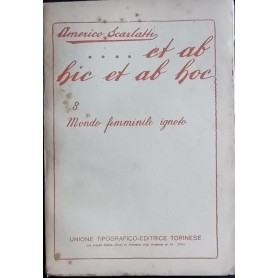 Americo Scarlatti
.... et ab
hic et ab hoc
8.
Mondo femminile ignoto
UNIONE TIPOGRAFICO-EDITRICE TORINESE